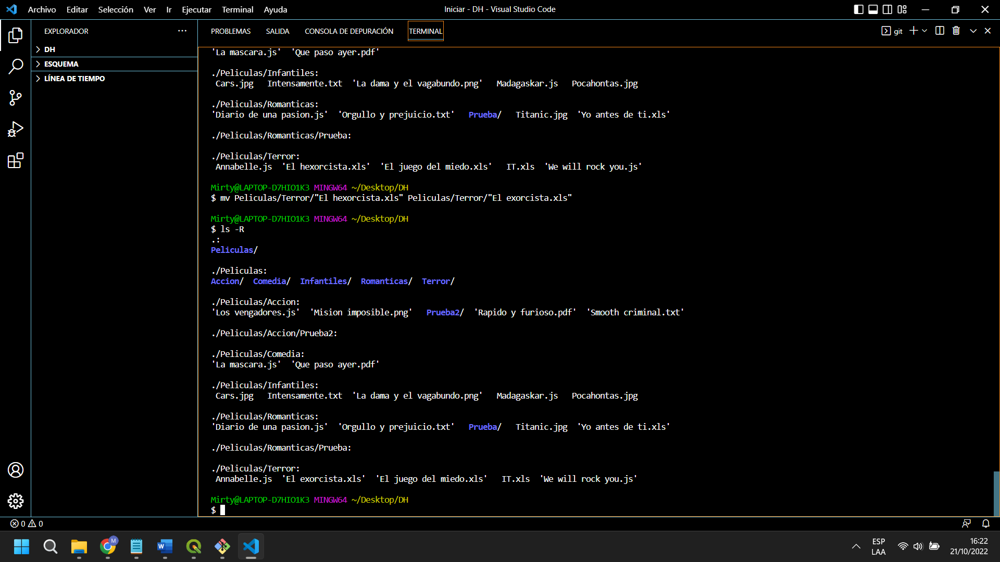 Archivo Editar Selección Ver Ir Ejecutar Terminal Ayuda
Iniciar - DH - Visual Studio Code
EXPLORADOR
DH
ESQUEMA
LÍNEA DE TIEMPO
PROBLEMAS SALIDA CONSOLA DE DEPURACIÓN TERMINAL
git
'La mascara.js' 'Que paso ayer.pdf'
./Peliculas/Infantiles:
Cars.jpg Intensamente.txt 'La dama y el vagabundo.png' Madagaskar.js Pocahontas.jpg
./Peliculas/Romanticas:
'Diario de una pasion.js' 'Orgullo y prejuicio.txt' Prueba/ Titanic.jpg 'Yo antes de ti.xls'
./Peliculas/Romanticas/Prueba:
./Peliculas/Terror:
Annabelle.js 'El hexorcista.xls' 'El juego del miedo.xls' IT.xls 'We will rock you.js'
Mirty@LAPTOP-D7HIO1K3 MINGW64 ~/Desktop/DH
$ mv Peliculas/Terror/"El hexorcista.xls" Peliculas/Terror/"El exorcista.xls"
Mirty@LAPTOP-D7HIO1K3 MINGW64 ~/Desktop/DH
$ ls -R
.:
Peliculas/
./Peliculas:
Accion/ Comedia/ Infantiles/ Romanticas/ Terror/
./Peliculas/Accion:
'Los vengadores.js' 'Mision imposible.png' Prueba2/ 'Rapido y furioso.pdf' 'Smooth criminal.txt'
./Peliculas/Accion/Prueba2:
./Peliculas/Comedia:
'La mascara.js' 'Que paso ayer.pdf'
./Peliculas/Infantiles:
Cars.jpg Intensamente.txt 'La dama y el vagabundo.png' Madagaskar.js Pocahontas.jpg
./Peliculas/Romanticas:
'Diario de una pasion.js' 'Orgullo y prejuicio.txt' Prueba/ Titanic.jpg 'Yo antes de ti.xls'
./Peliculas/Romanticas/Prueba:
./Peliculas/Terror:
Annabelle.js 'El exorcista.xls' 'El juego del miedo.xls' IT.xls 'We will rock you.js'
Mirty@LAPTOP-D7HIO1K3 MINGW64 ~/Desktop/DH
$
0 0
M
W
ESP
LAA
16:22
21/10/2022